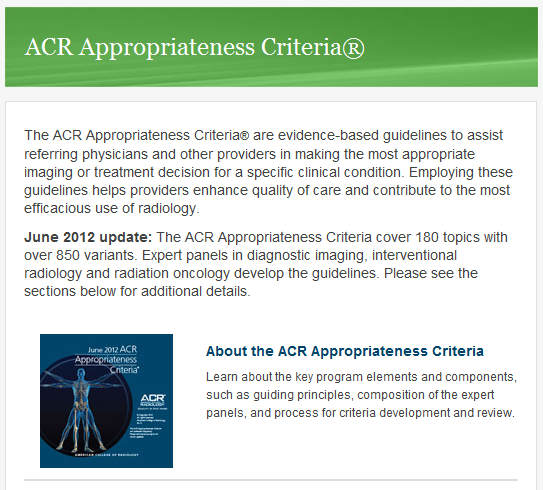 ACR Appropriateness Criteria®
The ACR Appropriateness Criteria® are evidence-based guidelines to assist
referring physicians and other providers in making the most appropriate
imaging or treatment decision for a specific clinical condition. Employing these
guidelines helps providers enhance quality of care and contribute to the most
efficacious use of radiology.
June 2012 update: The ACR Appropriateness Criteria cover 180 topics with
over 850 variants. Expert panels in diagnostic imaging, interventional
radiology and radiation oncology develop the guidelines. Please see the
sections below for additional details.
June 2012 ACR
Appropriateness
Criteria®
ACR
AMERICAN COLLEGE OF RADIOLOGY
About the ACR Appropriateness Criteria
Learn about the key program elements and components,
such as guiding principles, composition of the expert
panels, and process for criteria development and review.